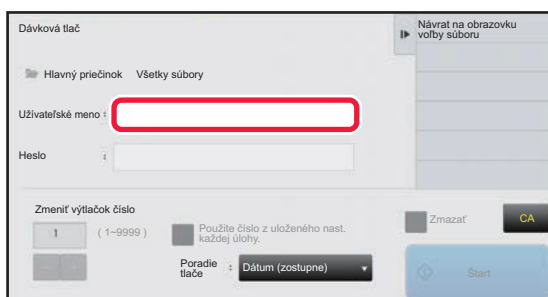 Dávková tlač
Návrat na obrazovku
voľby súboru
Hlavný priečinok Všetky súbory
Užívateľské meno :
Heslo :
Zmeniť výtlačok číslo
1 ( 1~9999 )
Použite číslo z uloženého nast.
každej úlohy.
Zmazať
CA
Poradie
tlače : Dátum (zostupne)
Štart